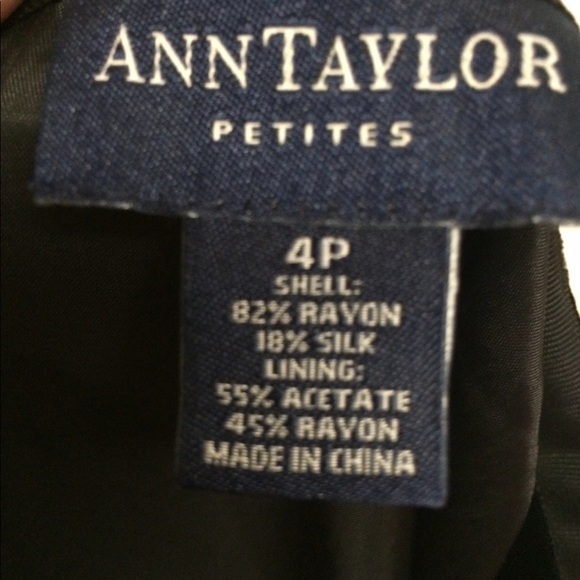 ANNTAYLOR
PETITES
4P
SHELL:
82% RAYON
18% SILK
LINING:
55% ACETATE
45% RAYON
MADE IN CHINA